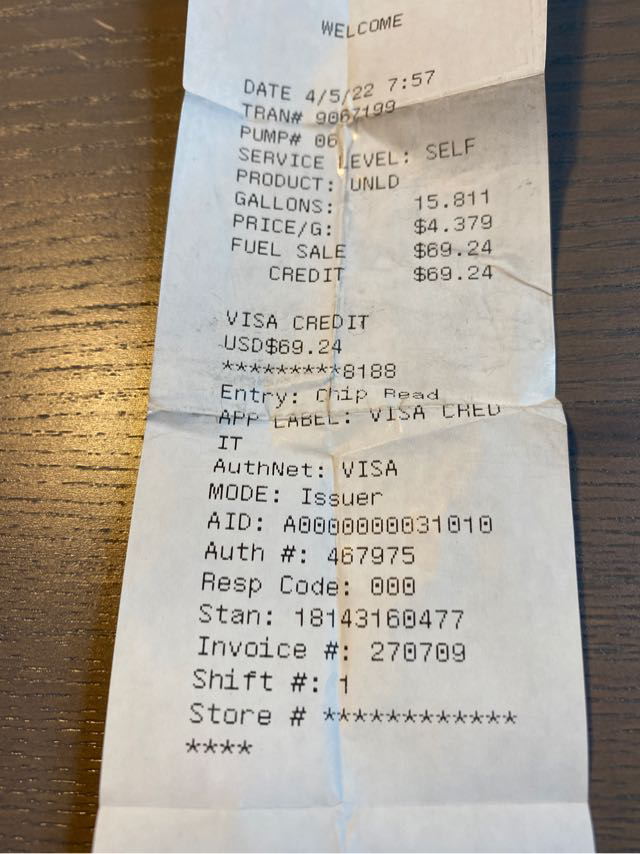 WELCOME
DATE 4/5/22 7:57
TRAN# 9067199
PUMP# 06
SERVICE LEVEL: SELF
PRODUCT: UNLD
GALLONS: 15.811
PRICE/G: $4.379
FUEL SALE $69.24
CREDIT $69.24
VISA CREDIT
USD$69.24
*********8188
Entry: Chip Read
APP LABEL: VISA CRED
IT
AuthNet: VISA
MODE: Issuer
AID: A0000000031010
Auth #: 467975
Resp Code: 000
Stan: 18143160477
Invoice #: 270709
Shift #: 1
Store # ************
****